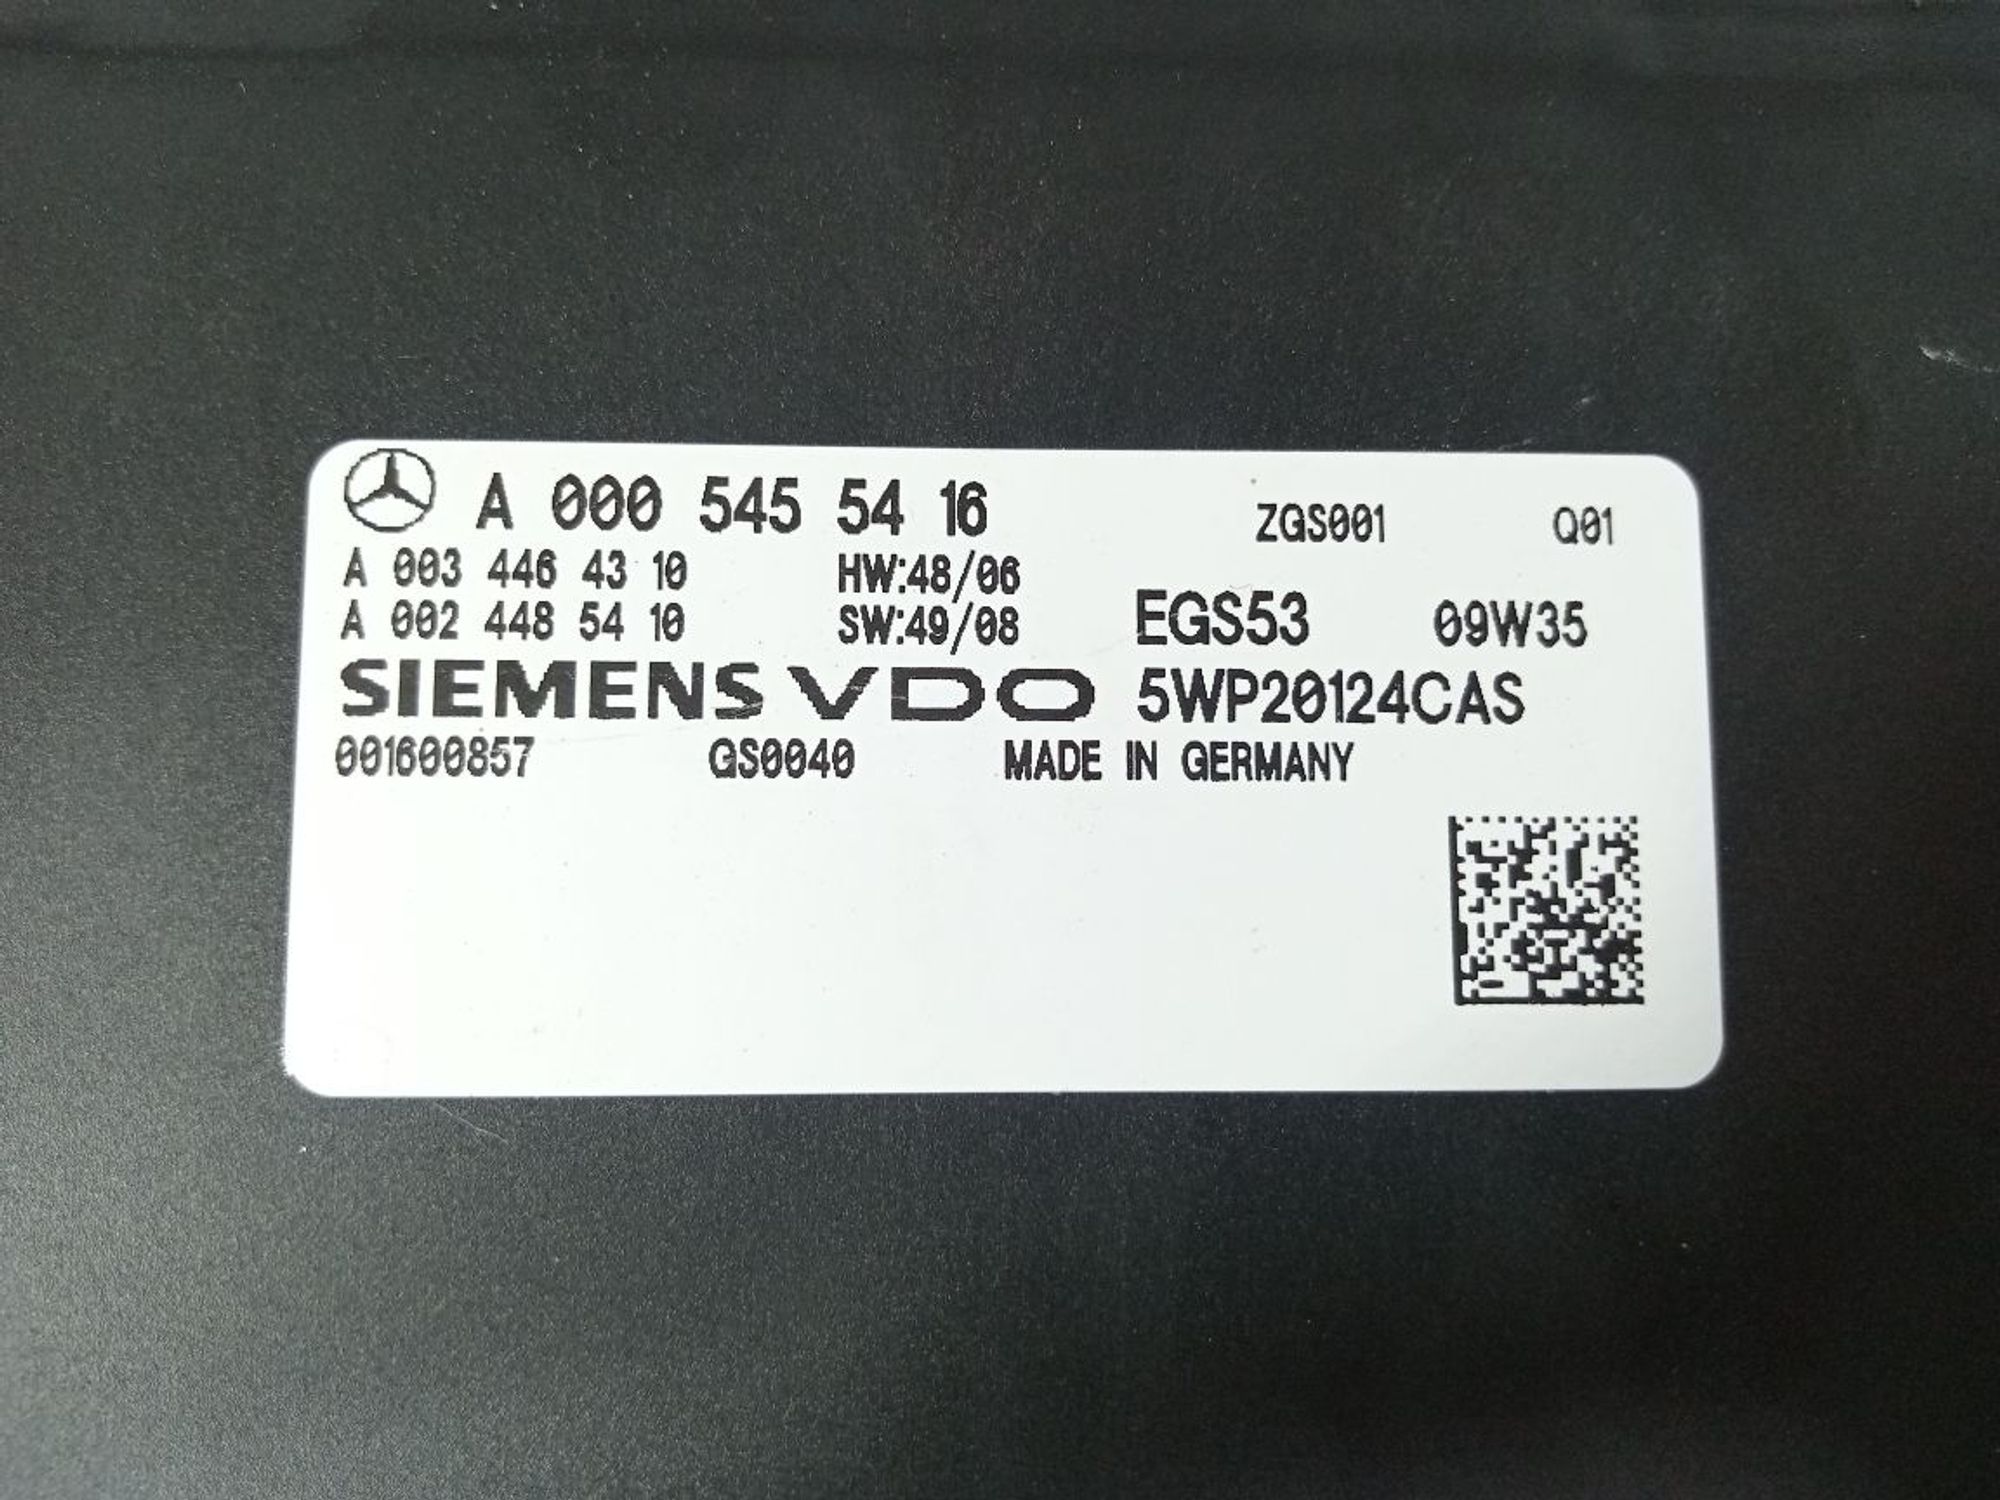 A 000 545 54 16 ZGS001 Q01
A 003 446 43 10 HW:48/06
A 002 448 54 10 SW:49/08 EGS53 09W35
SIEMENS VDO 5WP20124CAS
001600857 GS0040 MADE IN GERMANY